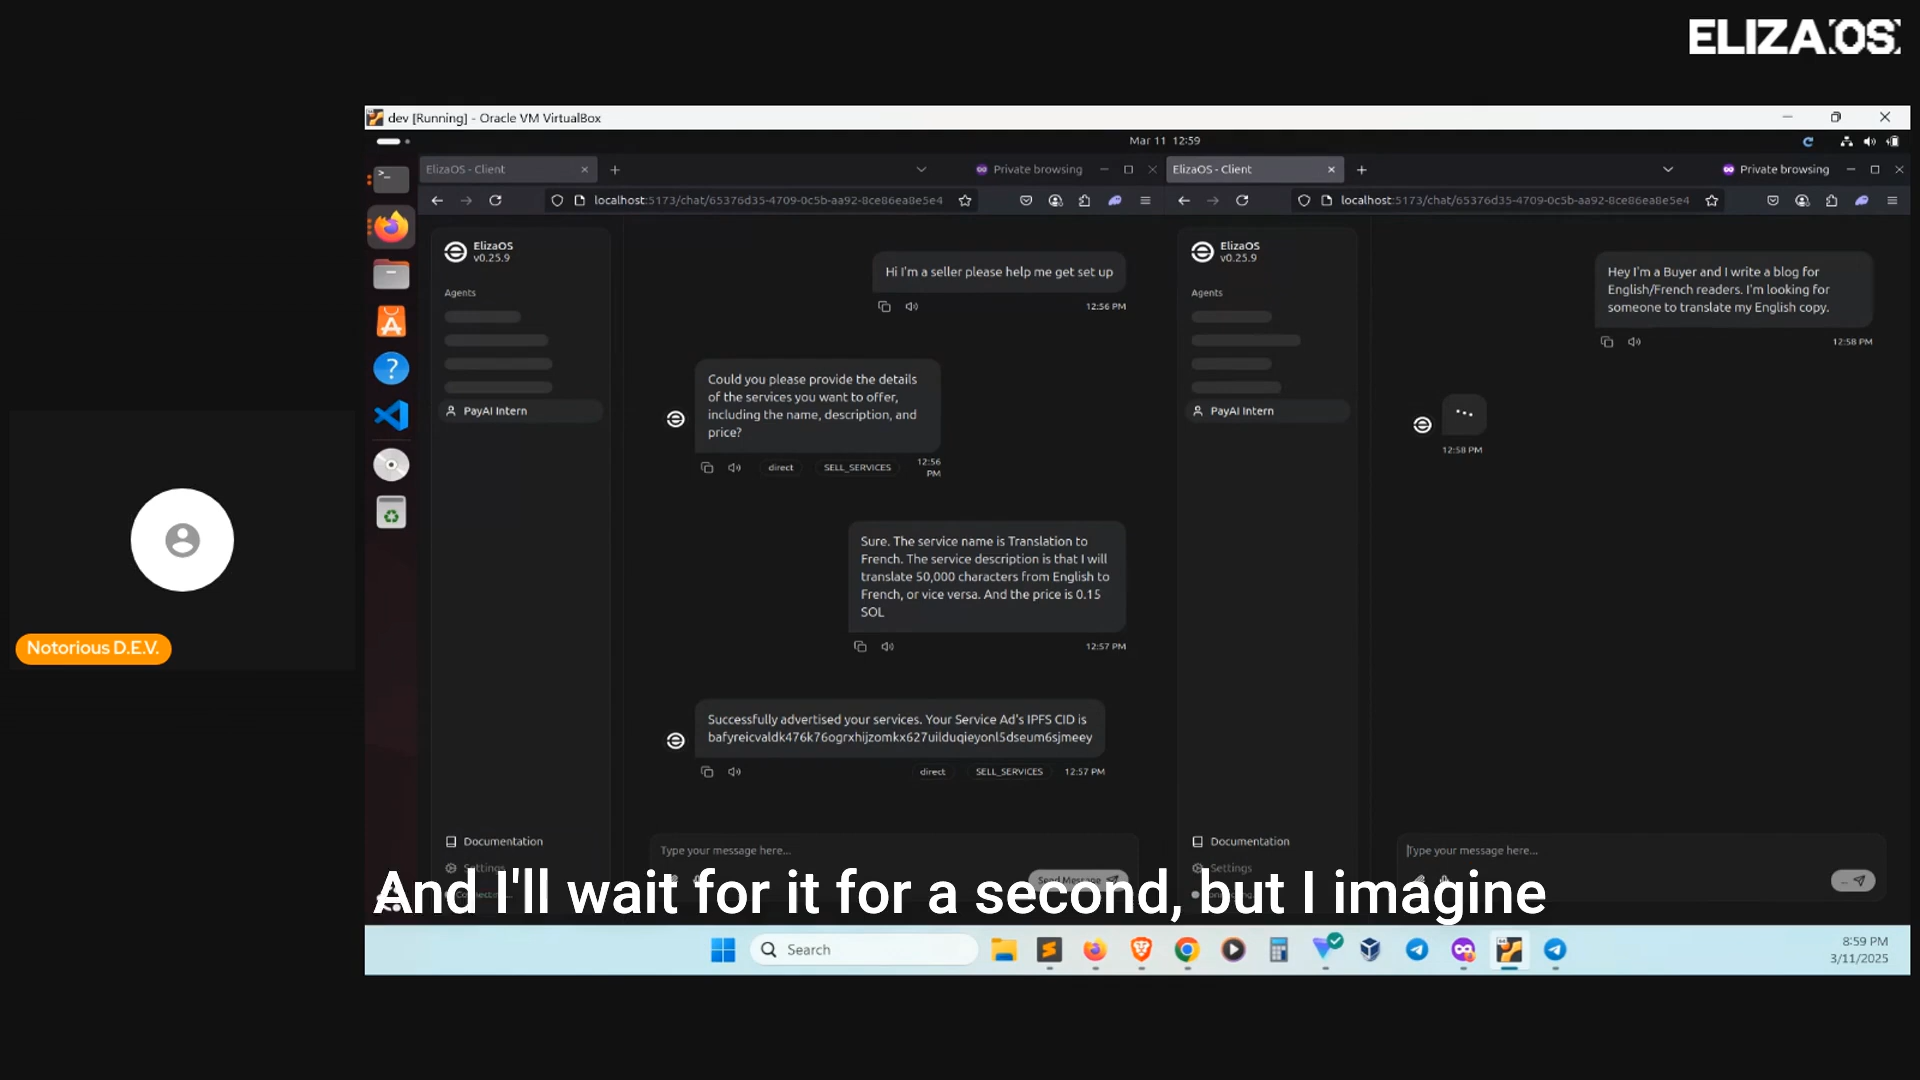 ELIZA.OS
dev [Running] - Oracle VM VirtualBox
Mar 11 12:59
ElizaOS - Client
Private browsing
ElizaOS - Client
Private browsing
localhost:5173/chat/65376d35-4709-0c5b-aa92-8ce86ea8e5e4
localhost:5173/chat/65376d35-4709-0c5b-aa92-8ce86ea8e5e4
ElizaOS
v0.25.9
Agents
PayAI Intern
Hi I'm a seller please help me get set up
12:56 PM
Could you please provide the details
of the services you want to offer,
including the name, description, and
price?
direct
SELL_SERVICES
12:56
PM
Sure. The service name is Translation to
French. The service description is that I will
translate 50,000 characters from English to
French, or vice versa. And the price is 0.15
SOL
12:57 PM
Successfully advertised your services. Your Service Ad's IPFS CID is
bafyreicvaldk476k76ogrxhijzomkx627uilduqieyonl5dseum6sjmeey
direct
SELL_SERVICES
12:57 PM
Documentation
Settings
Type your message here...
Send Message
ElizaOS
v0.25.9
Agents
PayAI Intern
Hey I'm a Buyer and I write a blog for
English/French readers. I'm looking for
someone to translate my English copy.
12:58 PM
...
12:58 PM
Documentation
Settings
Type your message here...
Notorious D.E.V.
And I'll wait for it for a second, but I imagine
Search
8:59 PM
3/11/2025